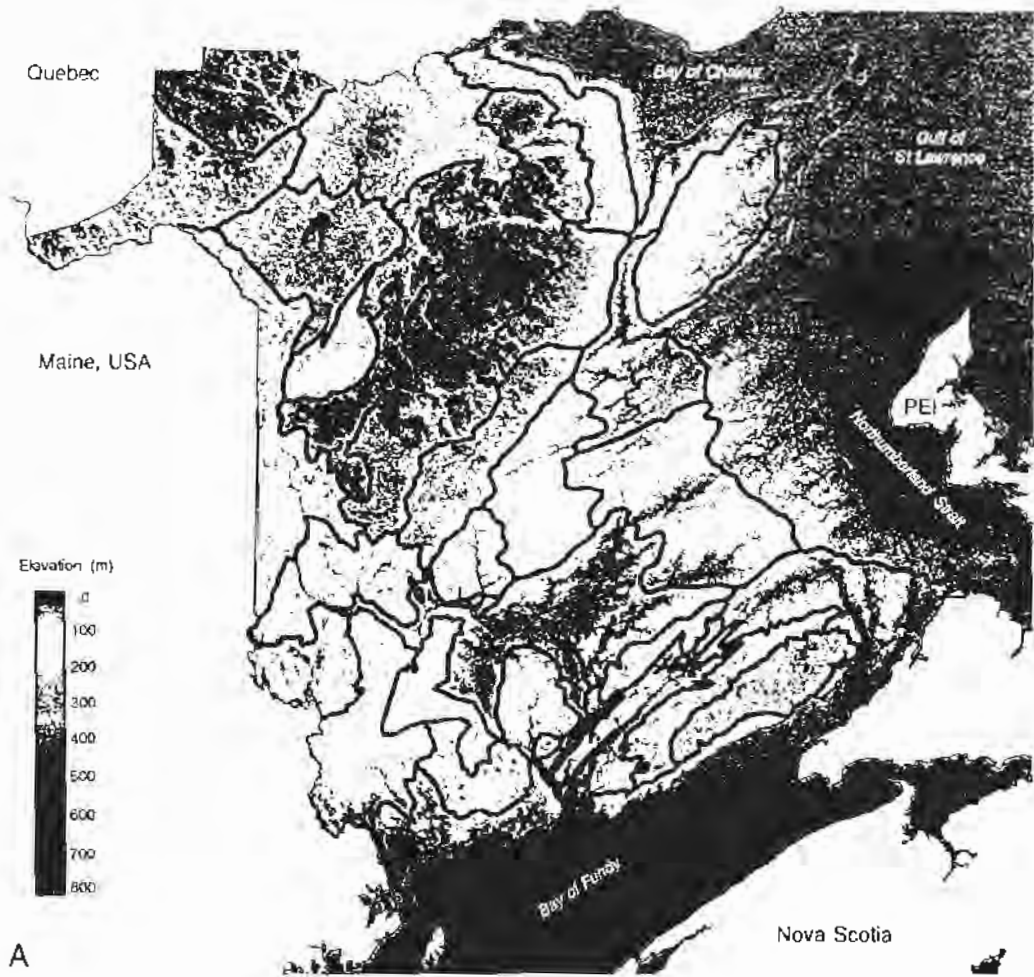 Quebec
Bay of Chaleur
Gulf of
St Lawrence
Maine, USA
PEI
Northumberland Strait
Elevation (m)
0
100
200
300
400
500
600
700
800
Bay of Fundy
Nova Scotia
A